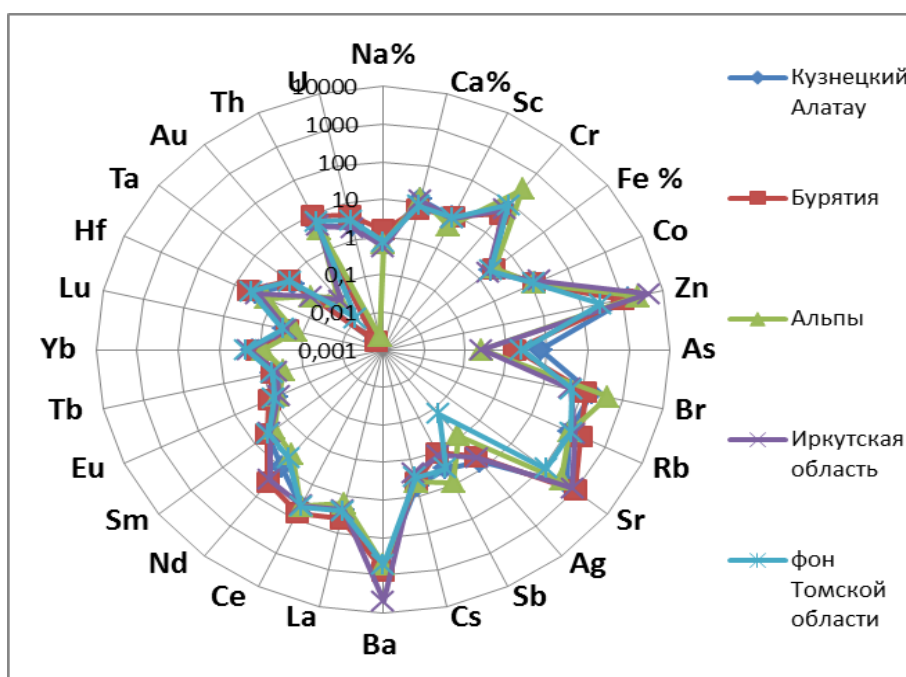 Na%
Ca%
Sc
Cr
Fe %
Co
Zn
As
Br
Rb
Sr
Ag
Sb
Cs
Ba
La
Ce
Nd
Sm
Eu
Tb
Yb
Lu
Hf
Ta
Au
Th
U
10000
1000
100
10
1
0,1
0,01
0,001
Кузнецкий
Алатау
Бурятия
Альпы
Иркутская
область
фон
Томской
области